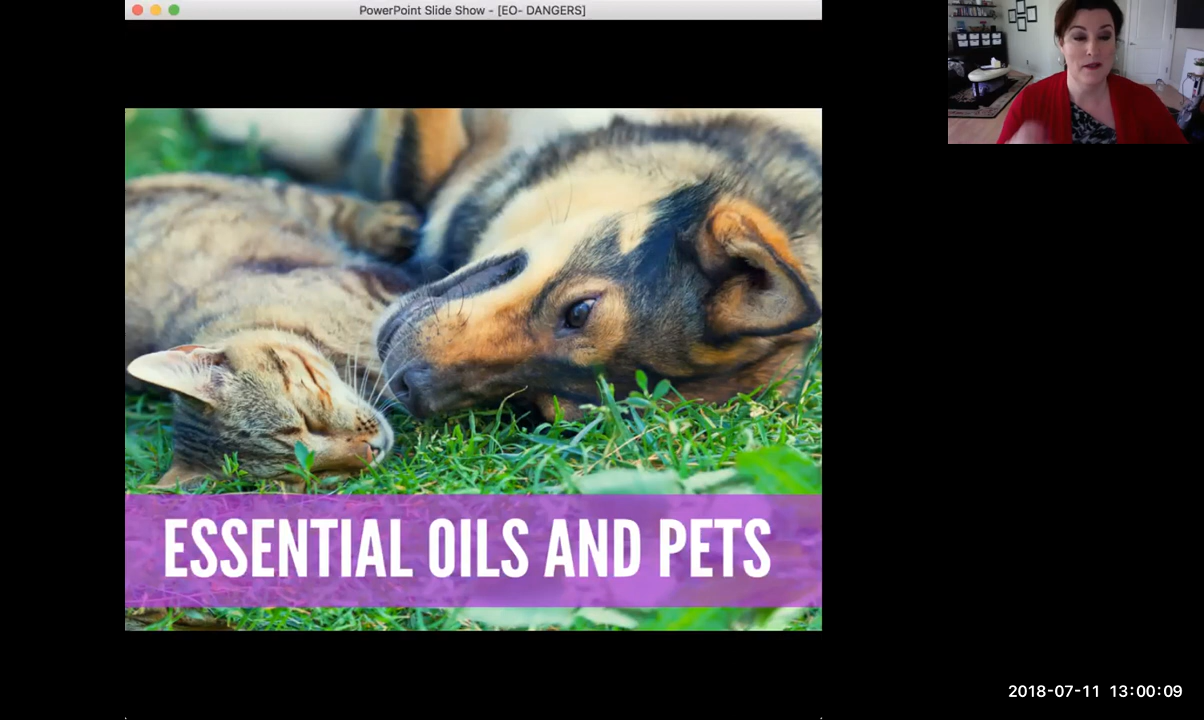 PowerPoint Slide Show - [EO- DANGERS]
ESSENTIAL OILS AND PETS
2018-07-11 13:00:09